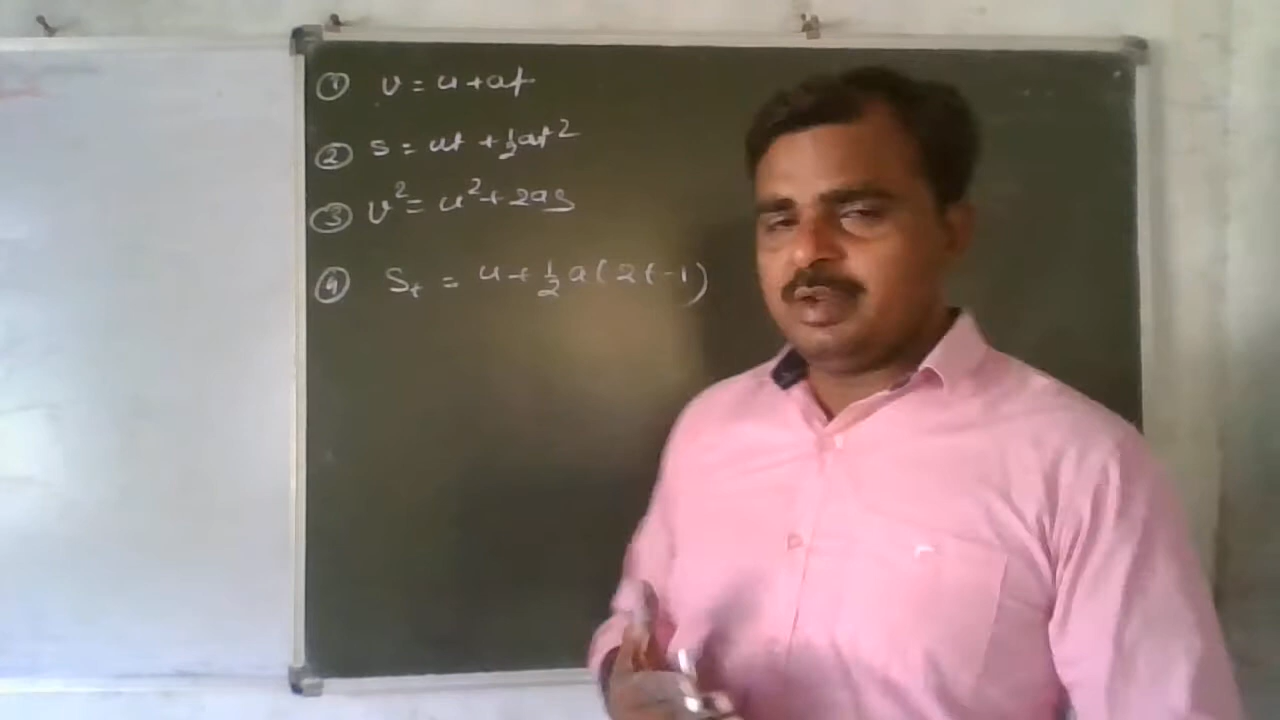 ① v = u + at
② s = ut + ½at²
③ v² = u² + 2as
④ Sₜ = u + ½a(2t-1)